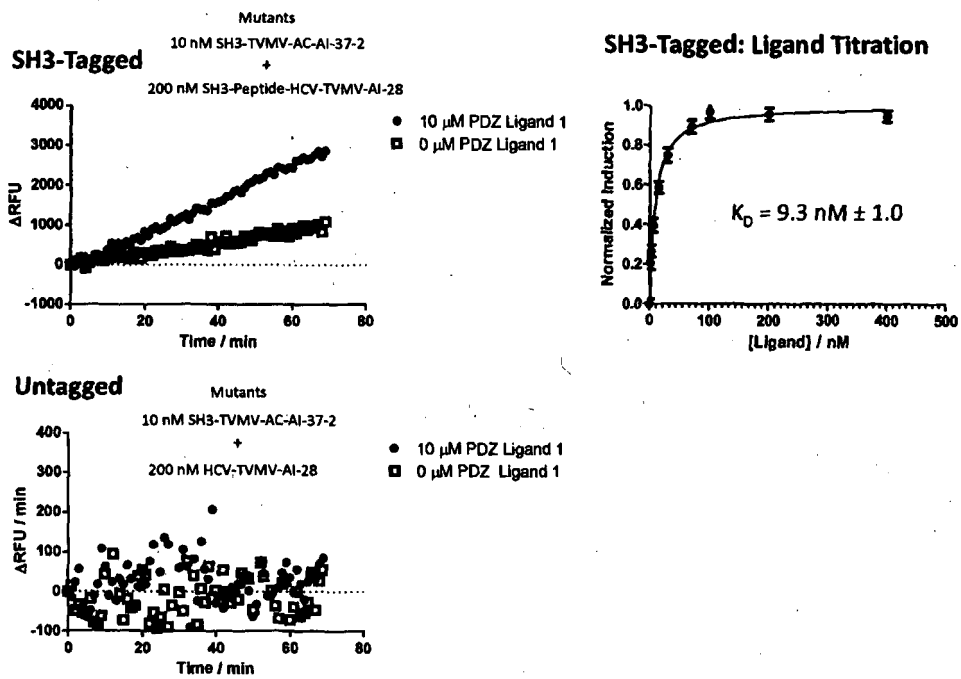 Mutants
10 nM SH3-TVMV-AC-AI-37-2
+
200 nM SH3-Peptide-HCV-TVMV-AI-28
SH3-Tagged
10 μM PDZ Ligand 1
0 μM PDZ Ligand 1
ΔRFU
4000
3000
2000
1000
0
-1000
0 20 40 60 80
Time / min
SH3-Tagged: Ligand Titration
Normalized Induction
1.0
0.8
0.6
0.4
0.2
0.0
K_D = 9.3 nM ± 1.0
0 100 200 300 400 500
[Ligand] / nM
Untagged
Mutants
10 nM SH3-TVMV-AC-AI-37-2
+
200 nM HCV-TVMV-AI-28
10 μM PDZ Ligand 1
0 μM PDZ Ligand 1
ΔRFU / min
400
300
200
100
0
-100
0 20 40 60 80
Time / min